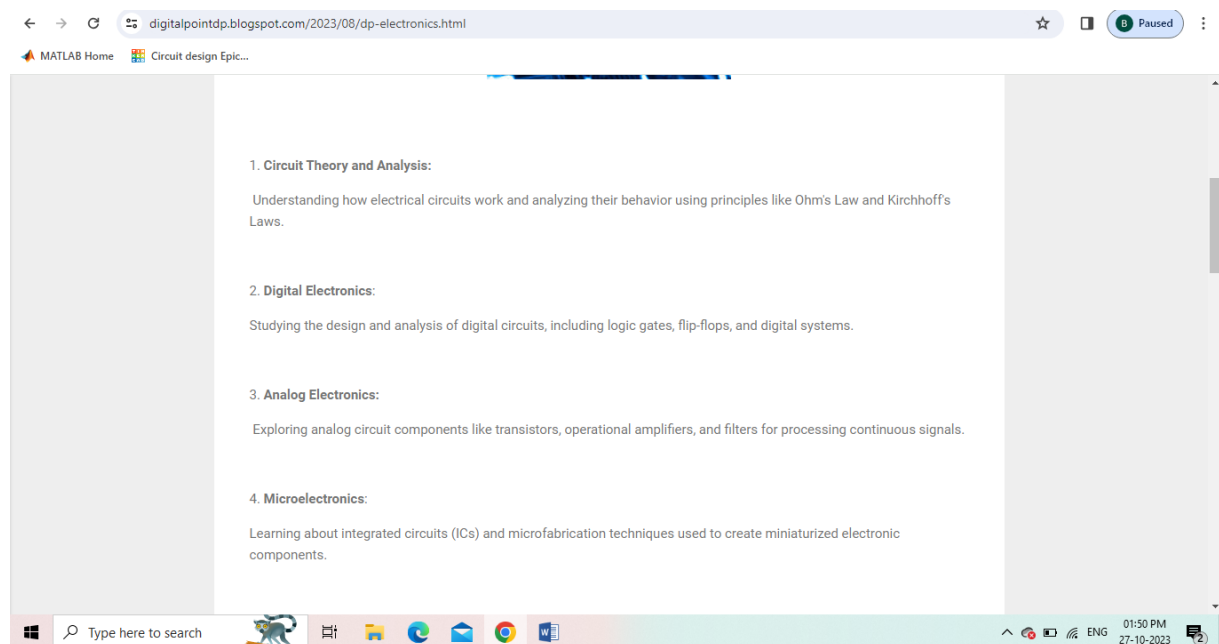 digitalpointdp.blogspot.com/2023/08/dp-electronics.html
B Paused
MATLAB Home Circuit design Epic...
1. Circuit Theory and Analysis:
Understanding how electrical circuits work and analyzing their behavior using principles like Ohm's Law and Kirchhoff's
Laws.
2. Digital Electronics:
Studying the design and analysis of digital circuits, including logic gates, flip-flops, and digital systems.
3. Analog Electronics:
Exploring analog circuit components like transistors, operational amplifiers, and filters for processing continuous signals.
4. Microelectronics:
Learning about integrated circuits (ICs) and microfabrication techniques used to create miniaturized electronic
components.
Type here to search
ENG
01:50 PM
27-10-2023
2